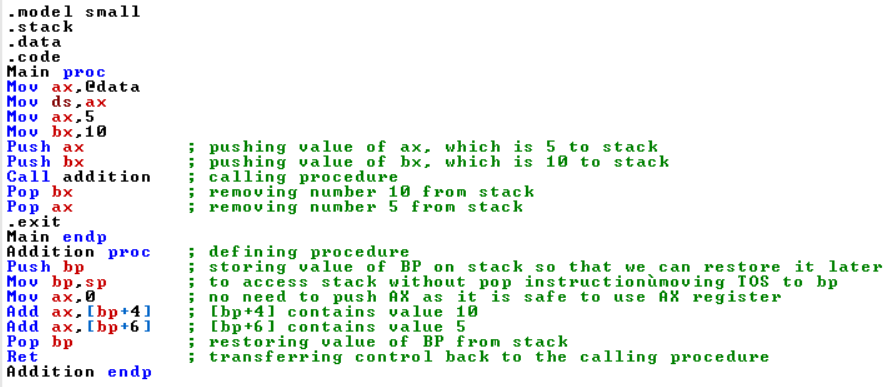 .model small
.stack
.data
.code
Main proc
Mov ax,@data
Mov ds,ax
Mov ax,5
Mov bx,10
Push ax ; pushing value of ax, which is 5 to stack
Push bx ; pushing value of bx, which is 10 to stack
Call addition ; calling procedure
Pop bx ; removing number 10 from stack
Pop ax ; removing number 5 from stack
.exit
Main endp
Addition proc ; defining procedure
Push bp ; storing value of BP on stack so that we can restore it later
Mov bp,sp ; to access stack without pop instructionùmoving TOS to bp
Mov ax,0 ; no need to push AX as it is safe to use AX register
Add ax,[bp+4] ; [bp+4] contains value 10
Add ax,[bp+6] ; [bp+6] contains value 5
Pop bp ; restoring value of BP from stack
Ret ; transferring control back to the calling procedure
Addition endp